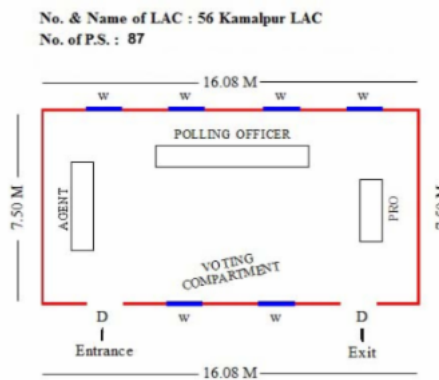 No. & Name of LAC : 56 Kamalpur LAC
No. of P.S. : 87
16.08 M
W W W W
POLLING OFFICER
7.50 M
AGENT
PRO
VOTING
COMPARTMENT
D W W D
Entrance Exit
16.08 M